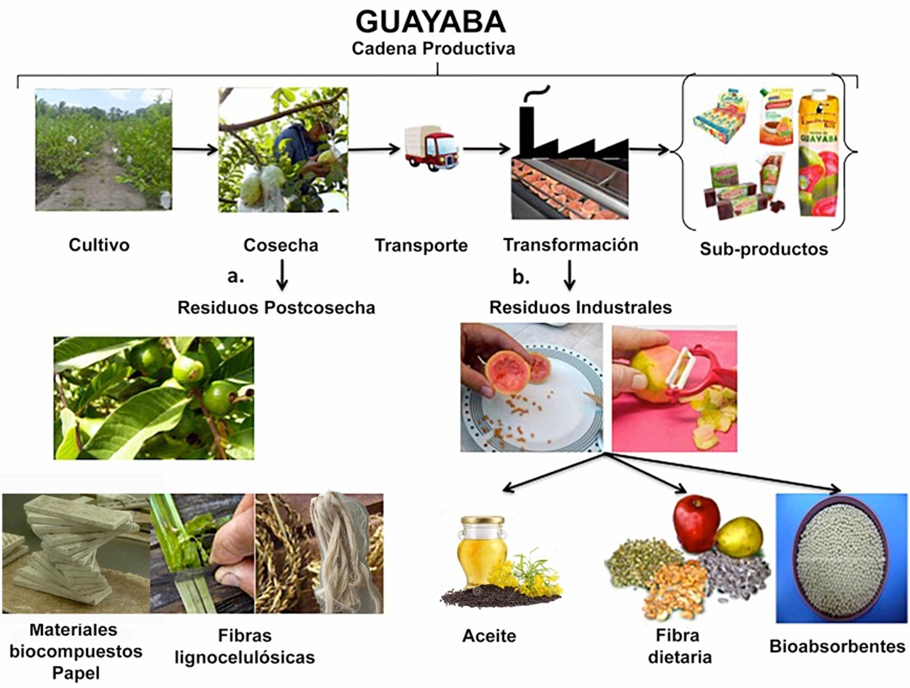 GUAYABA
Cadena Productiva
GUAYABA
Cultivo
Cosecha
Transporte
Transformación
Sub-productos
a.
b.
Residuos Postcosecha
Residuos Industriales
Materiales
biocompuestos
Papel
Fibras
lignocelulósicas
Aceite
Fibra
dietaria
Bioabsorbentes